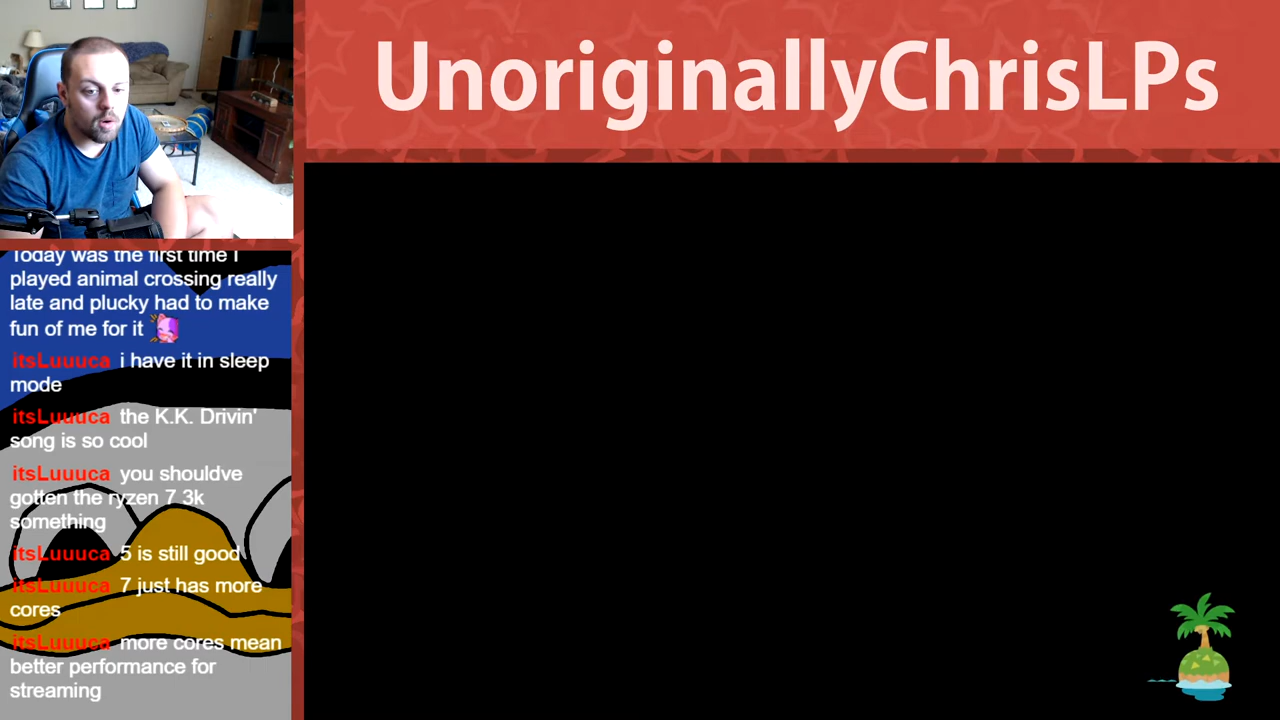 UnoriginallyChrisLPs
Today was the first time I
played animal crossing really
late and plucky had to make
fun of me for it
itsLuuuca i have it in sleep
mode
itsLuuuca the K.K. Drivin'
song is so cool
itsLuuuca you shouldve
gotten the ryzen 7 3k
something
itsLuuuca 5 is still good
itsLuuuca 7 just has more
cores
itsLuuuca more cores mean
better performance for
streaming